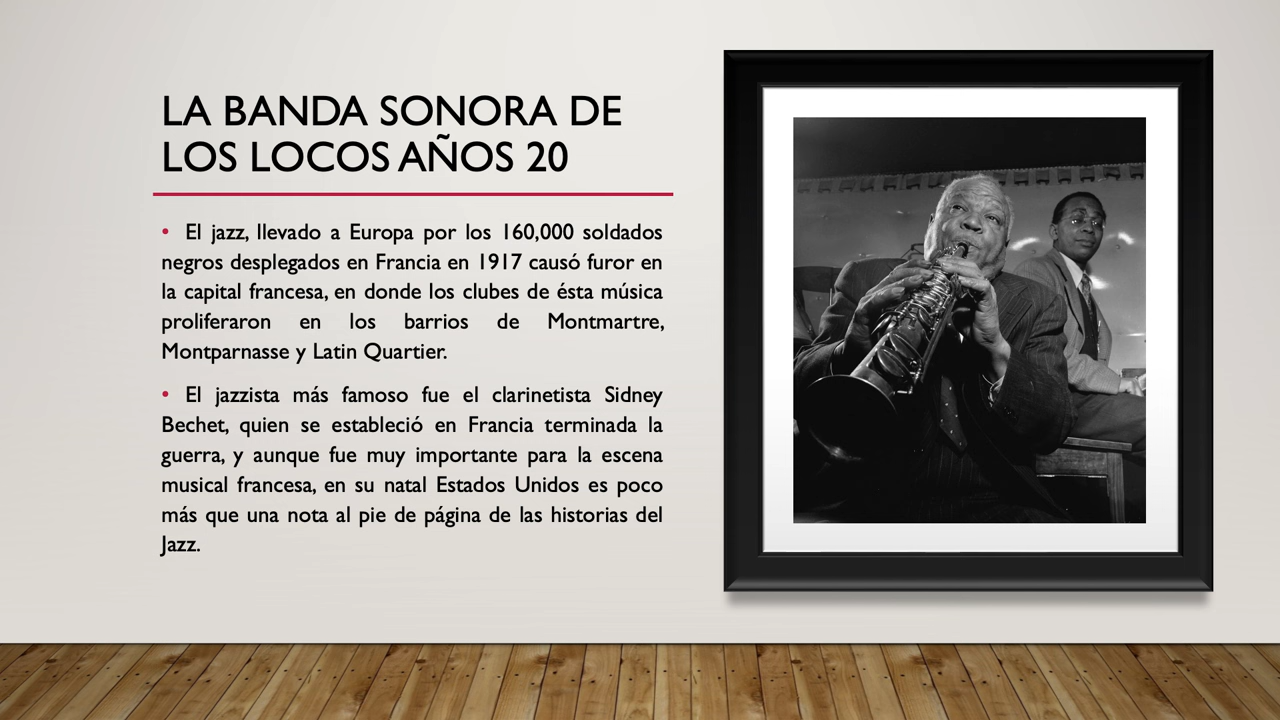 LA BANDA SONORA DE
LOS LOCOS AÑOS 20
• El jazz, llevado a Europa por los 160,000 soldados
negros desplegados en Francia en 1917 causó furor en
la capital francesa, en donde los clubes de ésta música
proliferaron en los barrios de Montmartre,
Montparnasse y Latin Quartier.
• El jazzista más famoso fue el clarinetista Sidney
Bechet, quien se estableció en Francia terminada la
guerra, y aunque fue muy importante para la escena
musical francesa, en su natal Estados Unidos es poco
más que una nota al pie de página de las historias del
Jazz.